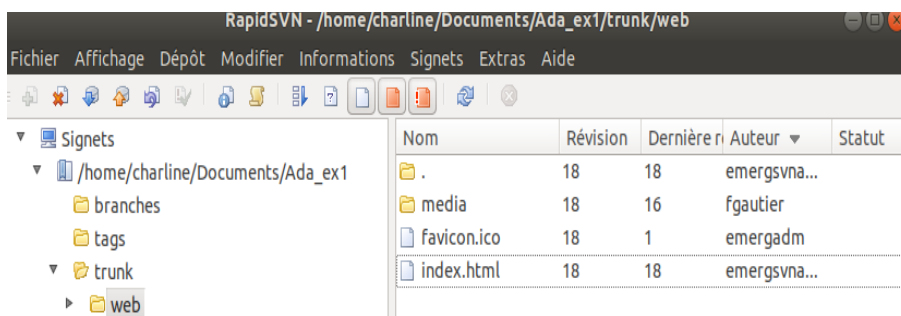 RapidSVN - /home/charline/Documents/Ada_ex1/trunk/web
Fichier Affichage Dépôt Modifier Informations Signets Extras Aide
Signets
/home/charline/Documents/Ada_ex1
branches
tags
trunk
web
Nom Révision Dernière r Auteur Statut
. 18 18 emergsvna...
media 18 16 fgautier
favicon.ico 18 1 emergadm
index.html 18 18 emergsvna...